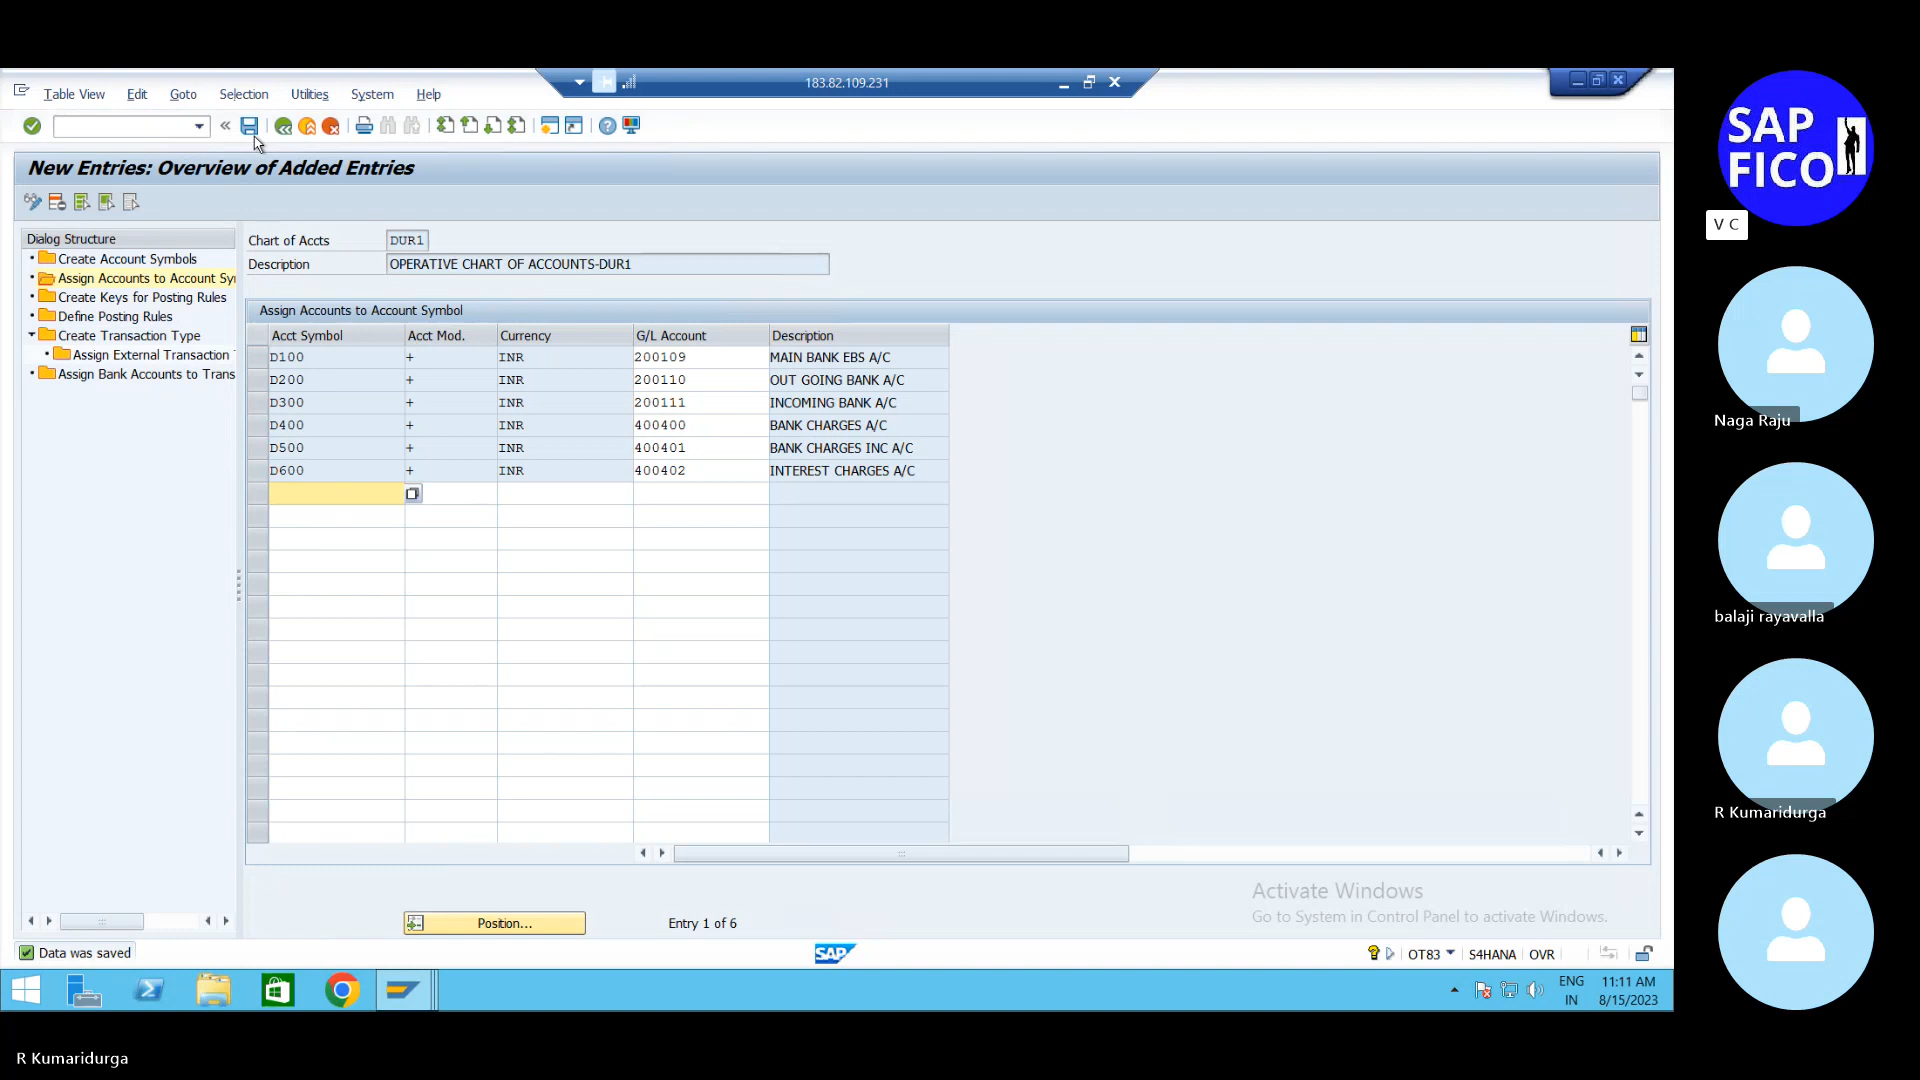 183.82.109.231
Table View Edit Goto Selection Utilities System Help
New Entries: Overview of Added Entries
Dialog Structure
Create Account Symbols
Assign Accounts to Account Sy
Create Keys for Posting Rules
Define Posting Rules
Create Transaction Type
Assign External Transaction
Assign Bank Accounts to Trans
Chart of Accts DUR1
Description OPERATIVE CHART OF ACCOUNTS-DUR1
Assign Accounts to Account Symbol
Acct Symbol Acct Mod. Currency G/L Account Description
D100 + INR 200109 MAIN BANK EBS A/C
D200 + INR 200110 OUT GOING BANK A/C
D300 + INR 200111 INCOMING BANK A/C
D400 + INR 400400 BANK CHARGES A/C
D500 + INR 400401 BANK CHARGES INC A/C
D600 + INR 400402 INTEREST CHARGES A/C
Position... Entry 1 of 6
Activate Windows
Go to System in Control Panel to activate Windows.
Data was saved
SAP
OT83 S4HANA OVR
ENG
IN
11:11 AM
8/15/2023
SAP
FICO
V C
Naga Raju
balaji rayavalla
R Kumaridurga
R Kumaridurga